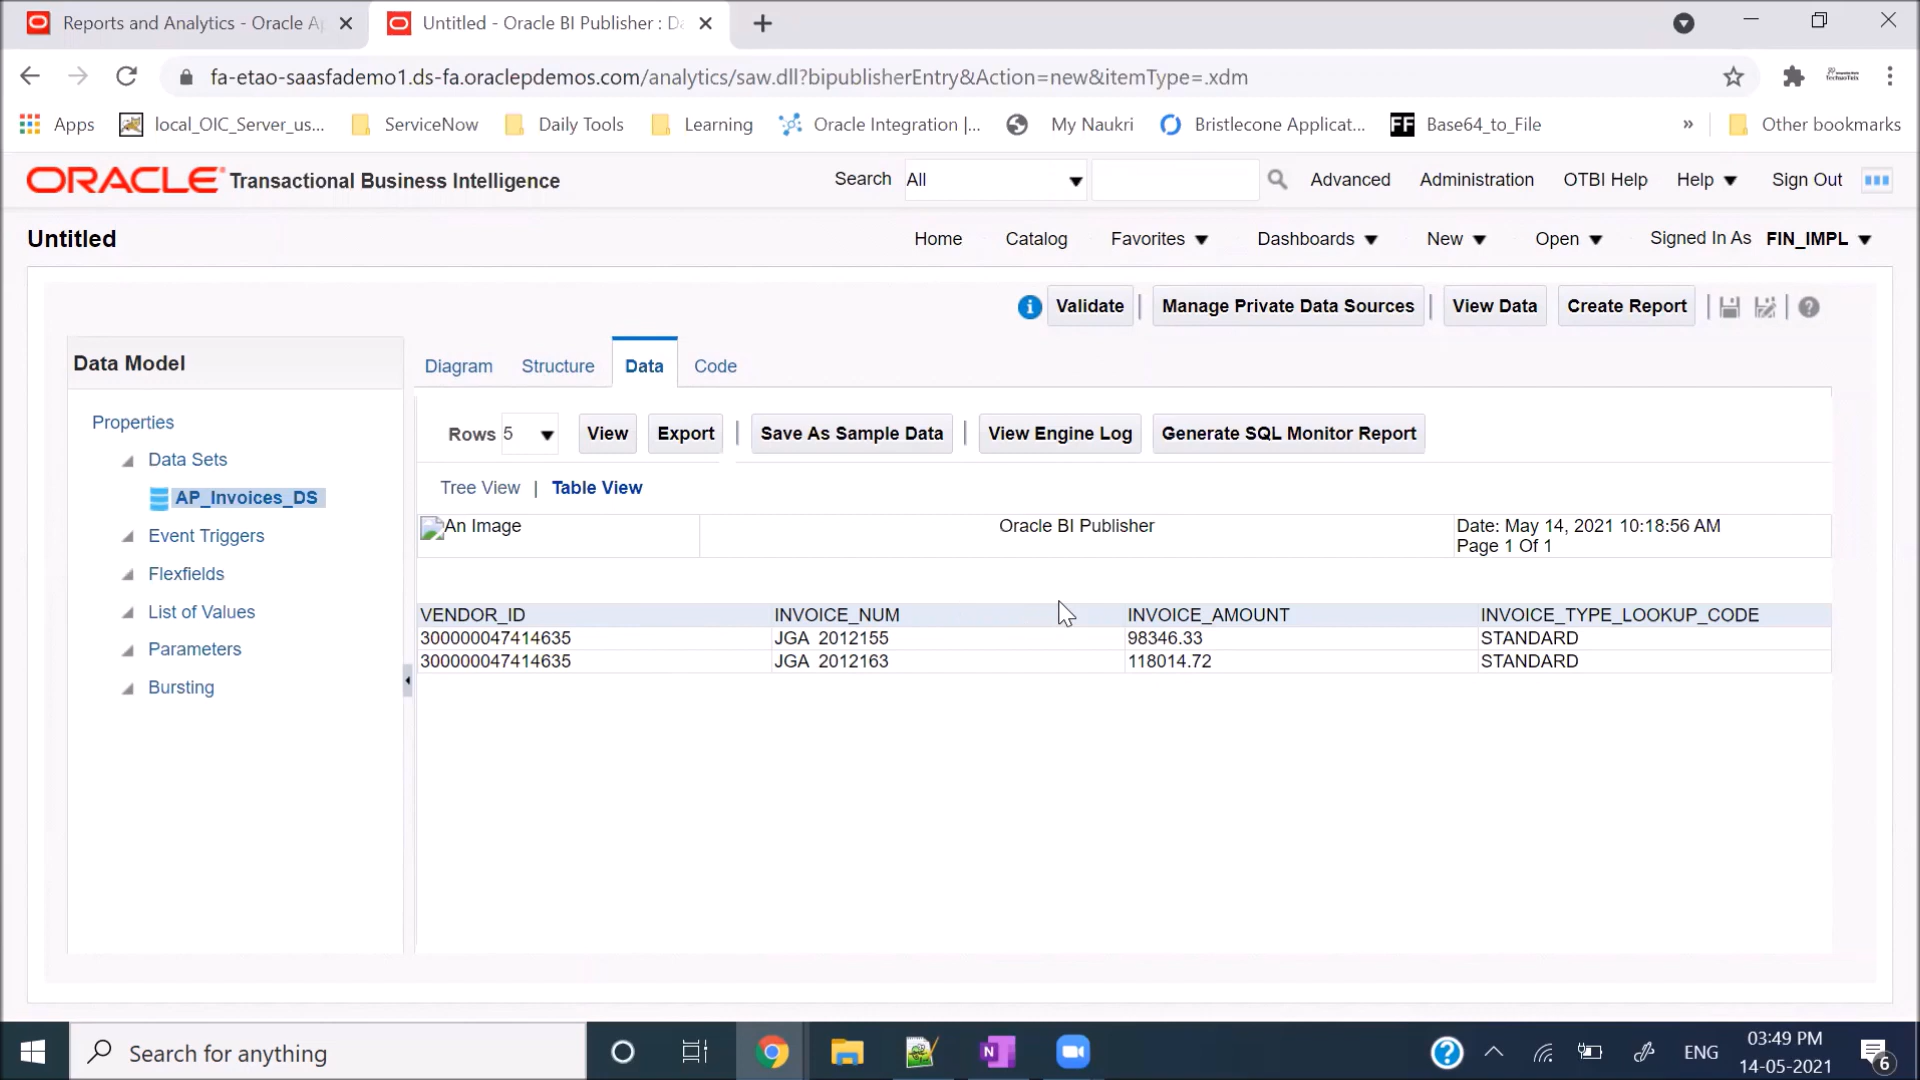 Reports and Analytics - Oracle Ap
Untitled - Oracle BI Publisher : Da
fa-etao-saasfademo1.ds-fa.oraclepdemos.com/analytics/saw.dll?bipublisherEntry&Action=new&itemType=.xdm
Apps local_OIC_Server_us... ServiceNow Daily Tools Learning Oracle Integration |... My Naukri Bristlecone Applicat... FF Base64_to_File » Other bookmarks
ORACLE Transactional Business Intelligence Search All Advanced Administration OTBI Help Help Sign Out
Untitled Home Catalog Favorites Dashboards New Open Signed In As FIN_IMPL
Validate Manage Private Data Sources View Data Create Report
Data Model
Diagram Structure Data Code
Properties
Data Sets
AP_Invoices_DS
Event Triggers
Flexfields
List of Values
Parameters
Bursting
Rows 5 View Export Save As Sample Data View Engine Log Generate SQL Monitor Report
Tree View | Table View
An Image Oracle BI Publisher Date: May 14, 2021 10:18:56 AM
Page 1 Of 1
VENDOR_ID INVOICE_NUM INVOICE_AMOUNT INVOICE_TYPE_LOOKUP_CODE
300000047414635 JGA 2012155 98346.33 STANDARD
300000047414635 JGA 2012163 118014.72 STANDARD
Search for anything
ENG
03:49 PM
14-05-2021
6